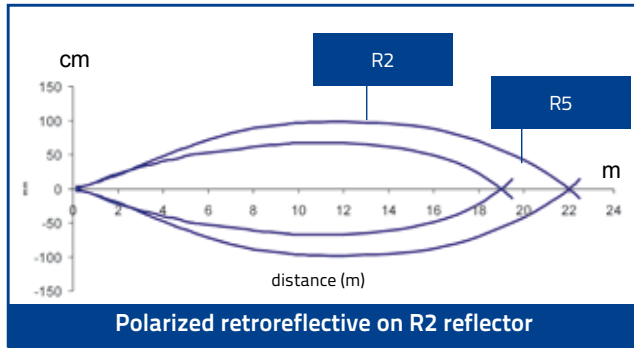 cm
R2
R5
m
150
100
50
0
-50
-100
-150
0 2 4 6 8 10 12 14 16 18 20 22 24
distance (m)
Polarized retroreflective on R2 reflector